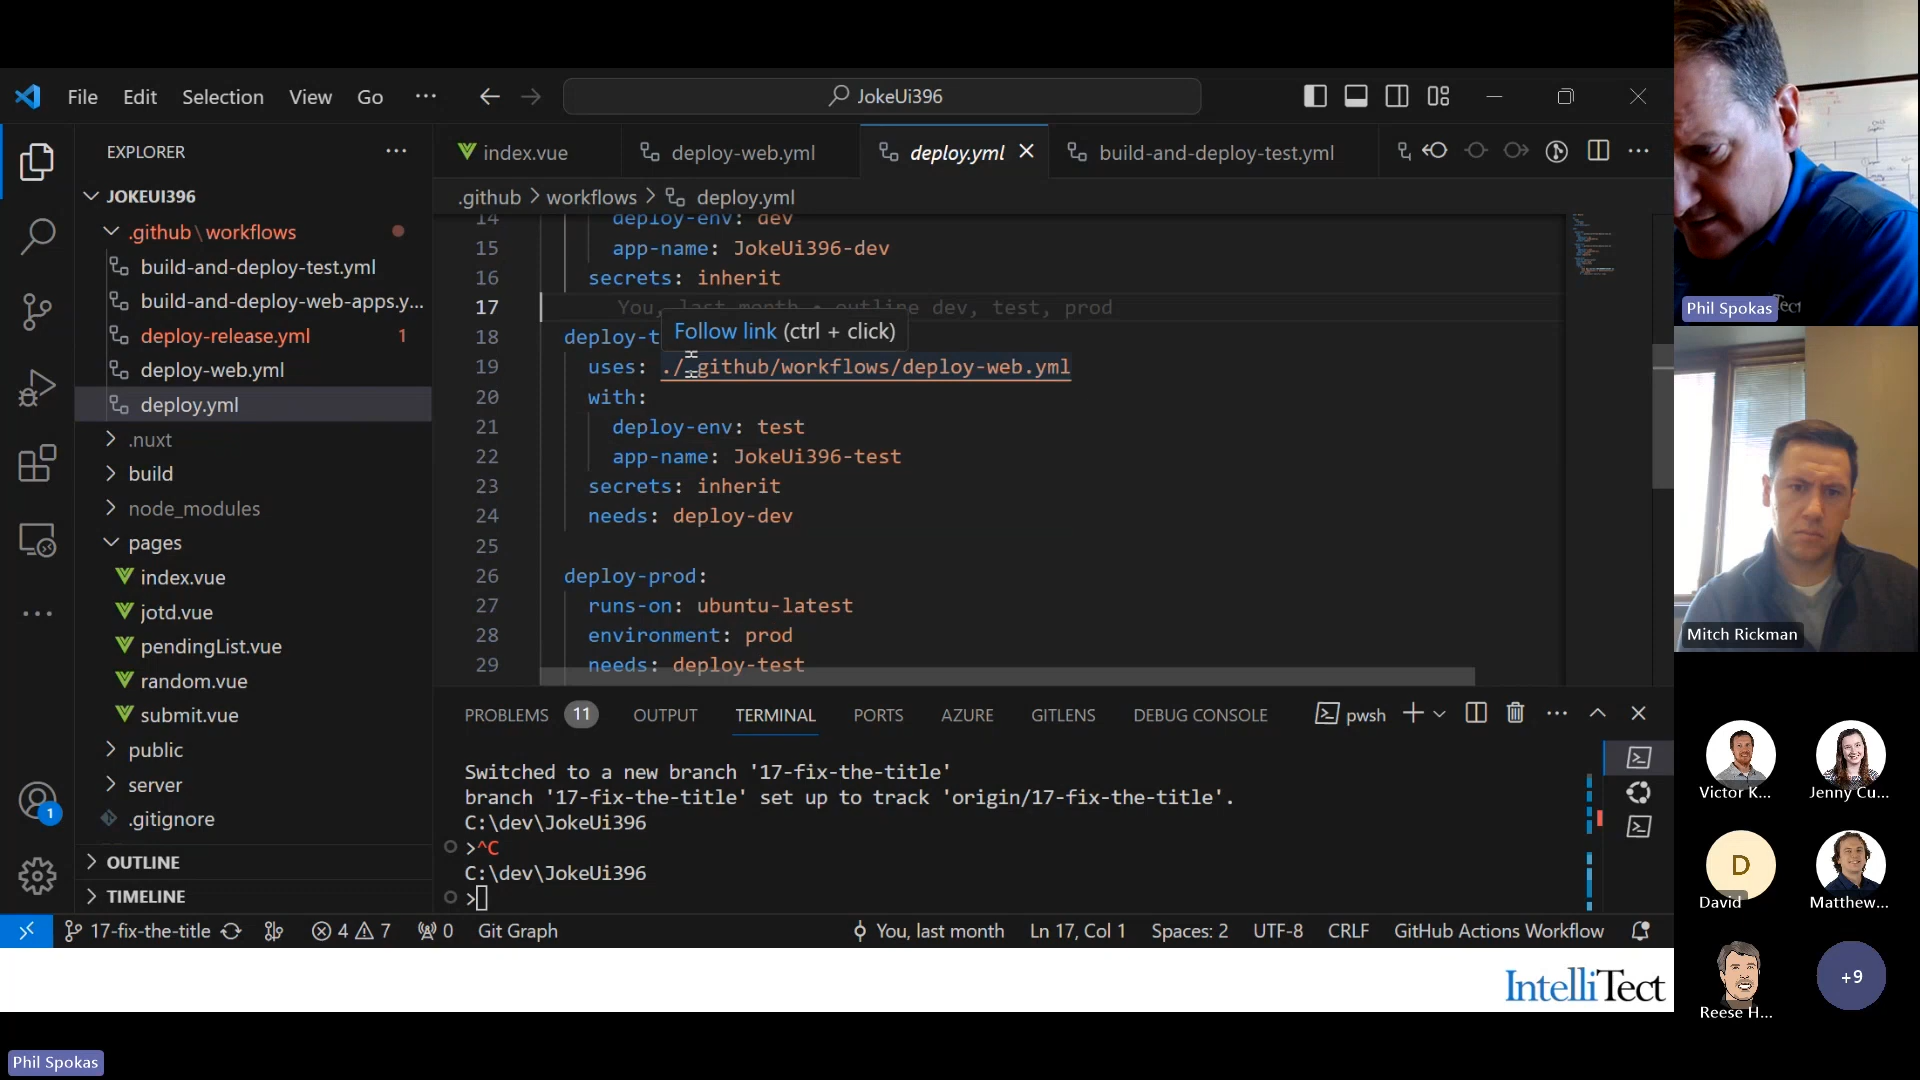 File Edit Selection View Go ···
JokeUi396
EXPLORER
JOKEUI396
.github\workflows
build-and-deploy-test.yml
build-and-deploy-web-apps.y...
deploy-release.yml 1
deploy-web.yml
deploy.yml
.nuxt
build
node_modules
pages
index.vue
jotd.vue
pendingList.vue
random.vue
submit.vue
public
server
.gitignore
OUTLINE
TIMELINE
1
index.vue deploy-web.yml deploy.yml build-and-deploy-test.yml
.github > workflows > deploy.yml
14 deploy-env: dev
15 app-name: JokeUi396-dev
16 secrets: inherit
17 You, last month • outline dev, test, prod
Follow link (ctrl + click)
18 deploy-t
19 uses: ./.github/workflows/deploy-web.yml
20 with:
21 deploy-env: test
22 app-name: JokeUi396-test
23 secrets: inherit
24 needs: deploy-dev
25
26 deploy-prod:
27 runs-on: ubuntu-latest
28 environment: prod
29 needs: deploy-test
PROBLEMS 11 OUTPUT TERMINAL PORTS AZURE GITLENS DEBUG CONSOLE pwsh
Switched to a new branch '17-fix-the-title'
branch '17-fix-the-title' set up to track 'origin/17-fix-the-title'.
C:\dev\JokeUi396
>^C
C:\dev\JokeUi396
>
17-fix-the-title 4 7 0 Git Graph You, last month Ln 17, Col 1 Spaces: 2 UTF-8 CRLF GitHub Actions Workflow
IntelliTect
Phil Spokas
Phil Spokas
Tect
Mitch Rickman
Victor K... Jenny Cu...
D
David Matthew...
+9
Reese H...